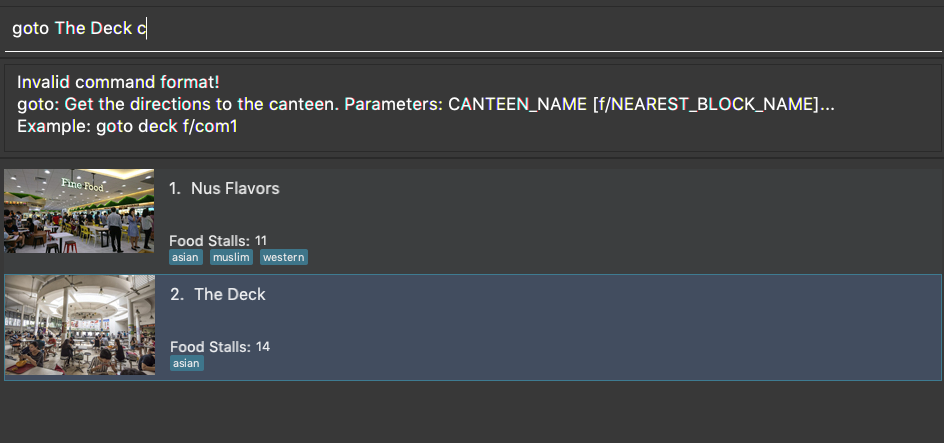 goto The Deck c
Invalid command format!
goto: Get the directions to the canteen. Parameters: CANTEEN_NAME [f/NEAREST_BLOCK_NAME]...
Example: goto deck f/com1
Fine Food
1. Nus Flavors
Food Stalls: 11
asian muslim western
2. The Deck
Food Stalls: 14
asian